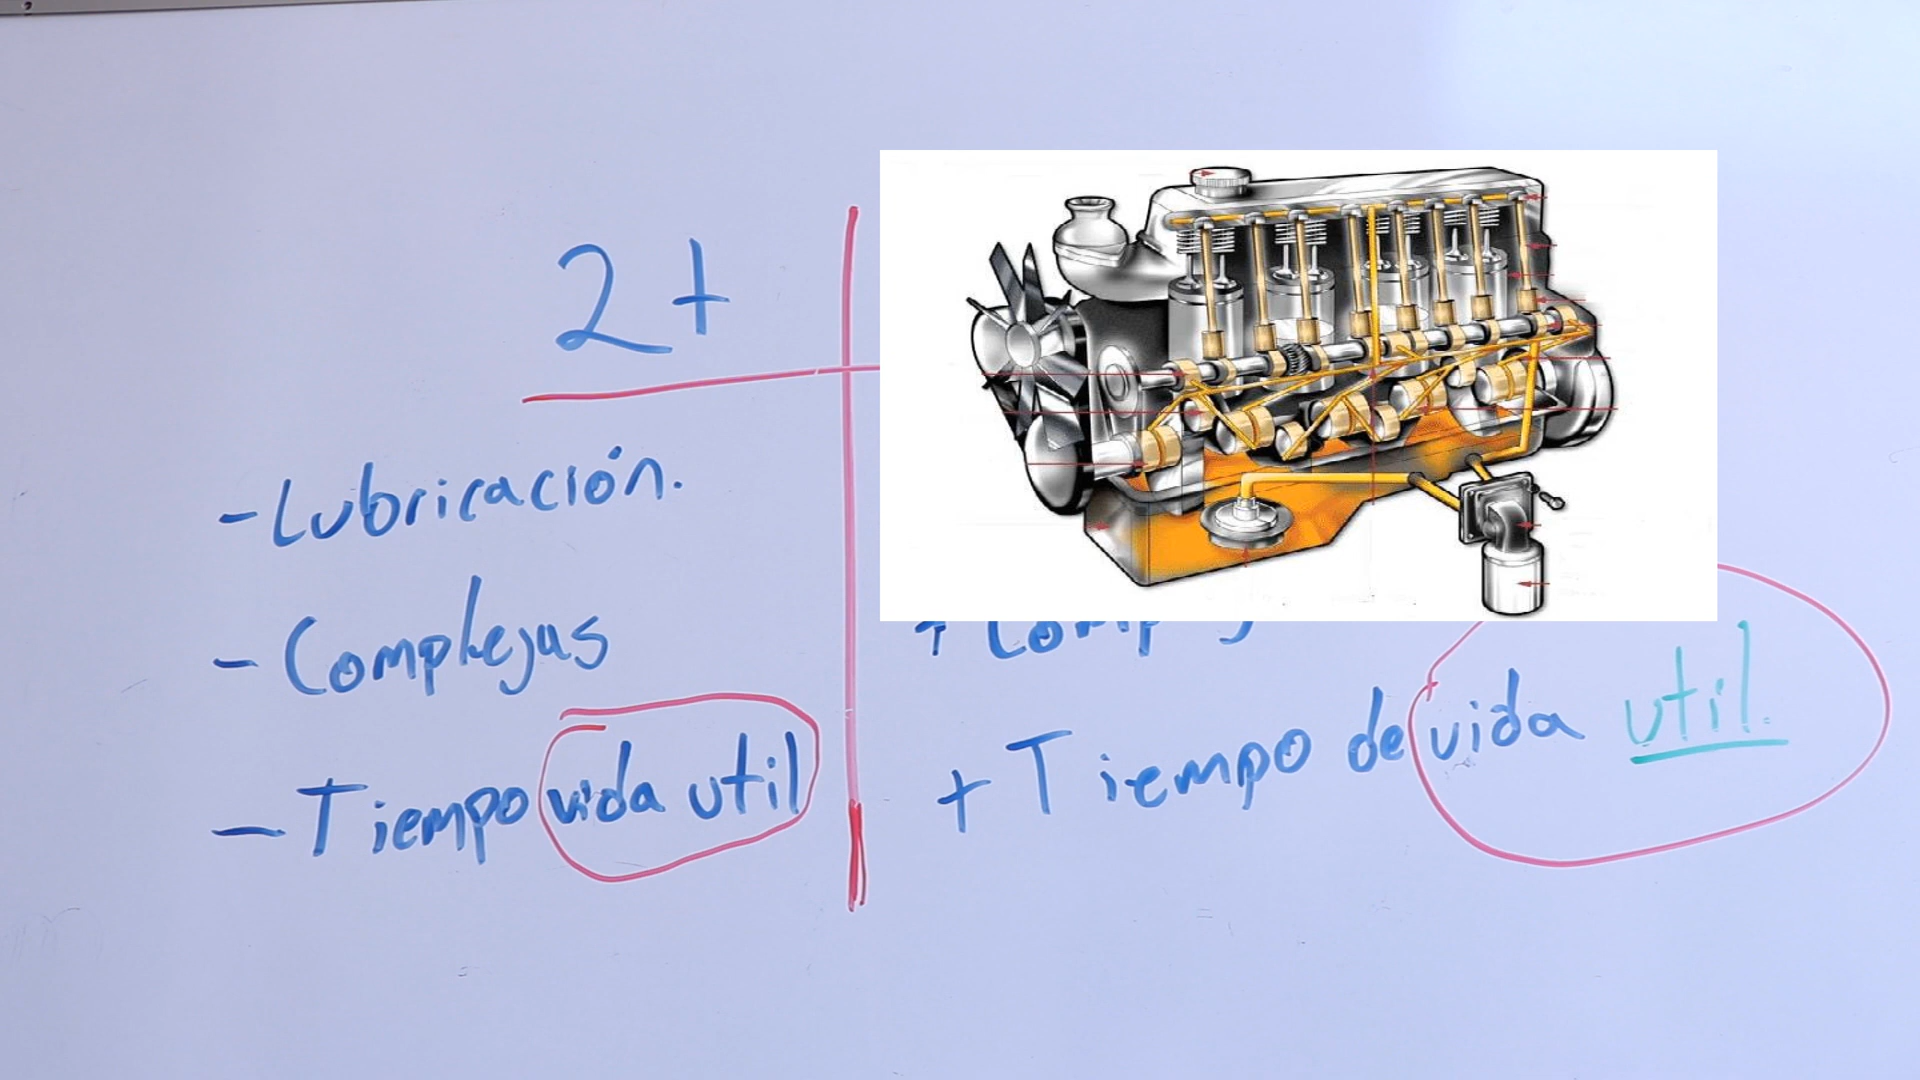 2t
- Lubricación.
- Complejas
- Tiempo vida util
+ Tiempo de vida util.